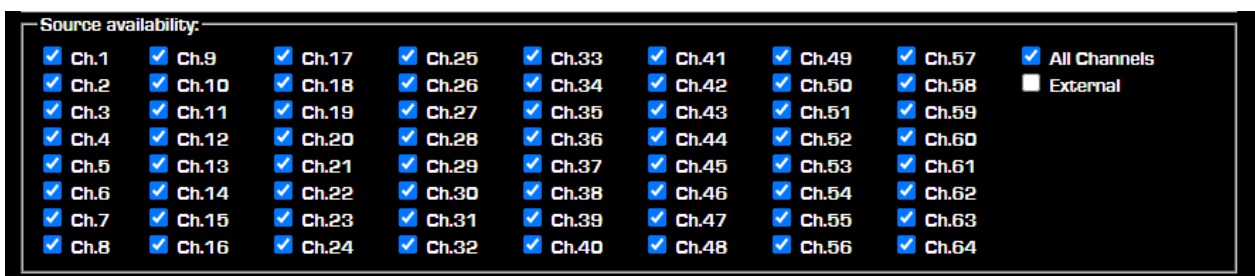 Source availability:
Ch.1 Ch.9 Ch.17 Ch.25 Ch.33 Ch.41 Ch.49 Ch.57 All Channels
Ch.2 Ch.10 Ch.18 Ch.26 Ch.34 Ch.42 Ch.50 Ch.58 External
Ch.3 Ch.11 Ch.19 Ch.27 Ch.35 Ch.43 Ch.51 Ch.59
Ch.4 Ch.12 Ch.20 Ch.28 Ch.36 Ch.44 Ch.52 Ch.60
Ch.5 Ch.13 Ch.21 Ch.29 Ch.37 Ch.45 Ch.53 Ch.61
Ch.6 Ch.14 Ch.22 Ch.30 Ch.38 Ch.46 Ch.54 Ch.62
Ch.7 Ch.15 Ch.23 Ch.31 Ch.39 Ch.47 Ch.55 Ch.63
Ch.8 Ch.16 Ch.24 Ch.32 Ch.40 Ch.48 Ch.56 Ch.64